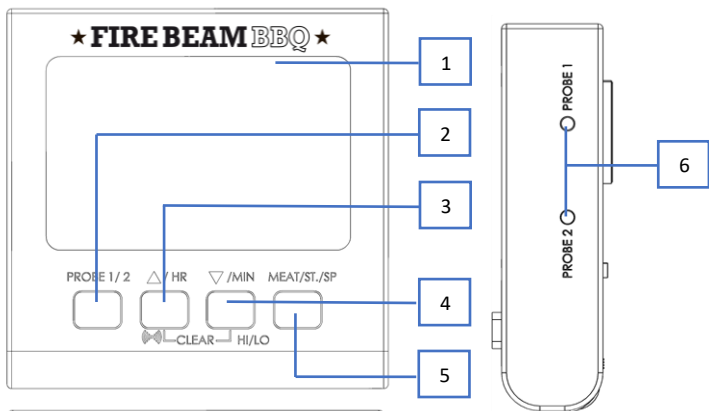 ★ FIRE BEAM BBQ ★
1
2
3
PROBE 1/2 △/HR ▽/MIN MEAT/ST./SP
4
CLEAR HI/LO
5
PROBE 1
6
PROBE 2